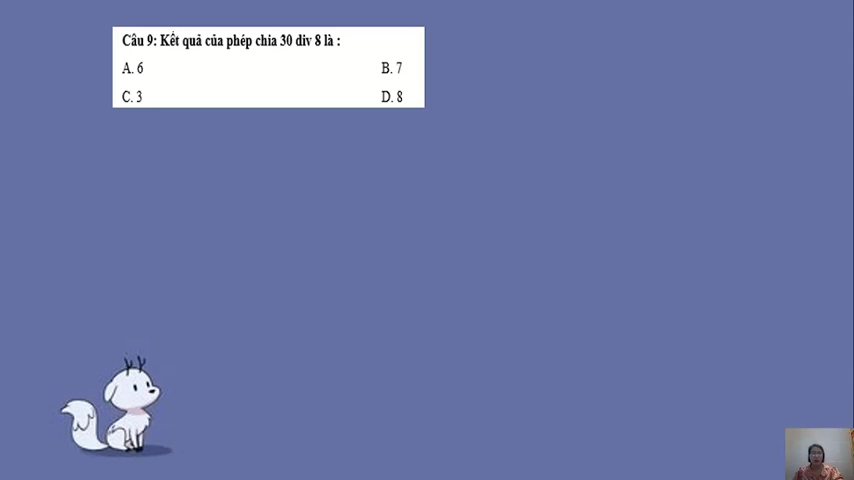 Câu 9: Kết quả của phép chia 30 div 8 là :
A. 6 B. 7
C. 3 D. 8